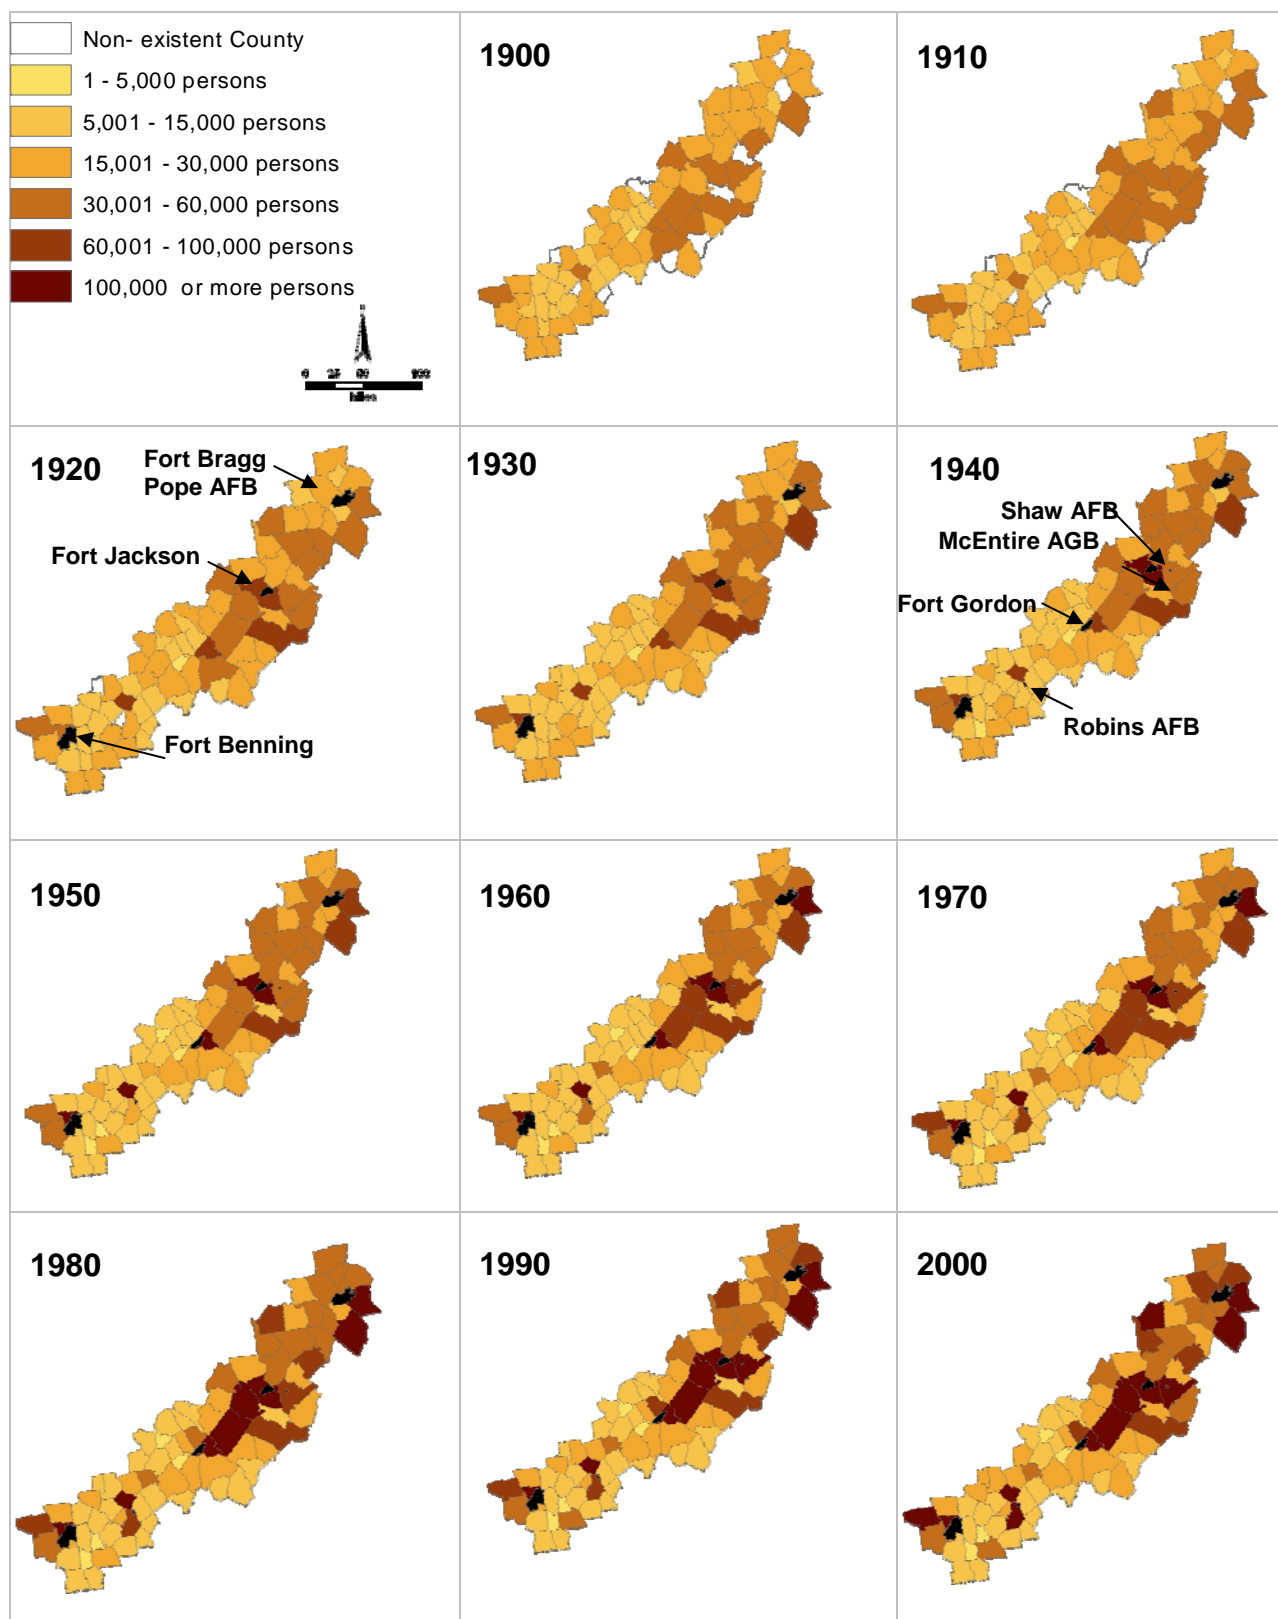 Non- existent County
1 - 5,000 persons
5,001 - 15,000 persons
15,001 - 30,000 persons
30,001 - 60,000 persons
60,001 - 100,000 persons
100,000 or more persons
1900
1910
1920
Fort Bragg
Pope AFB
Fort Jackson
Fort Benning
1930
1940
Shaw AFB
McEntire AGB
Fort Gordon
Robins AFB
1950
1960
1970
1980
1990
2000